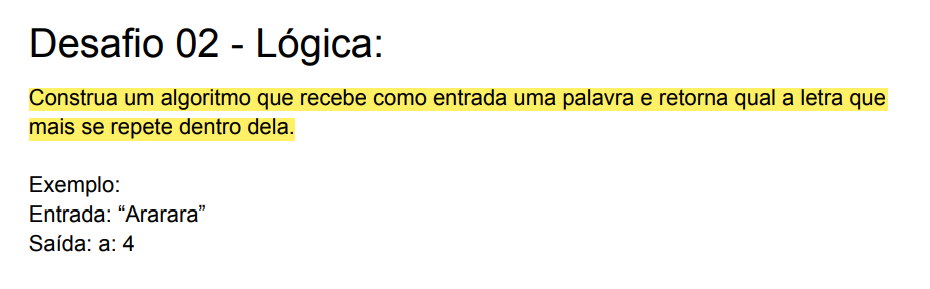 Desafio 02 - Lógica:
Construa um algoritmo que recebe como entrada uma palavra e retorna qual a letra que
mais se repete dentro dela.
Exemplo:
Entrada: “Ararara”
Saída: a: 4